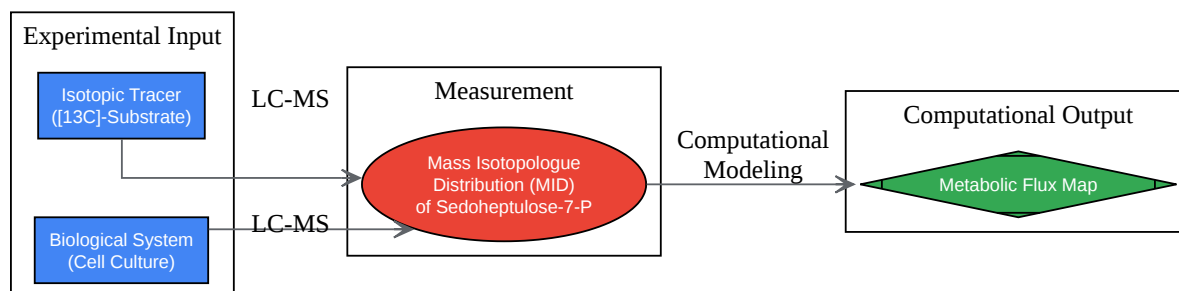 Experimental Input
Isotopic Tracer
([13C]-Substrate)
Biological System
(Cell Culture)
LC-MS
LC-MS
Measurement
Mass Isotopologue
Distribution (MID)
of Sedoheptulose-7-P
Computational
Modeling
Computational Output
Metabolic Flux Map